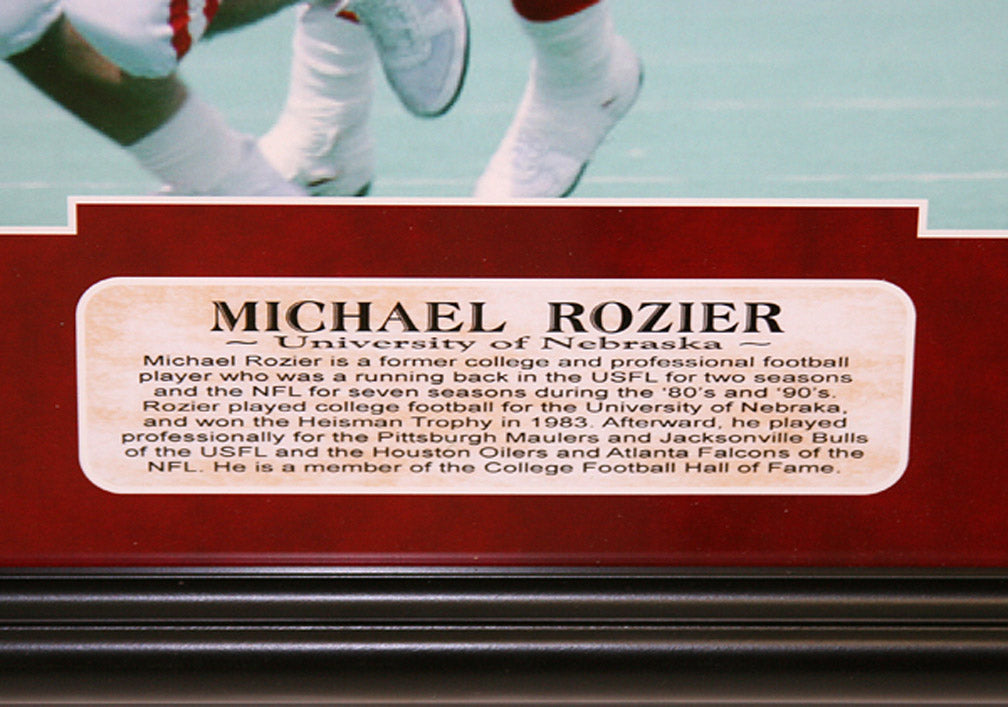 MICHAEL ROZIER
~ University of Nebraska ~
Michael Rozier is a former college and professional football
player who was a running back in the USFL for two seasons
and the NFL for seven seasons during the '80's and '90's.
Rozier played college football for the University of Nebraka,
and won the Heisman Trophy in 1983. Afterward, he played
professionally for the Pittsburgh Maulers and Jacksonville Bulls
of the USFL and the Houston Oilers and Atlanta Falcons of the
NFL. He is a member of the College Football Hall of Fame.